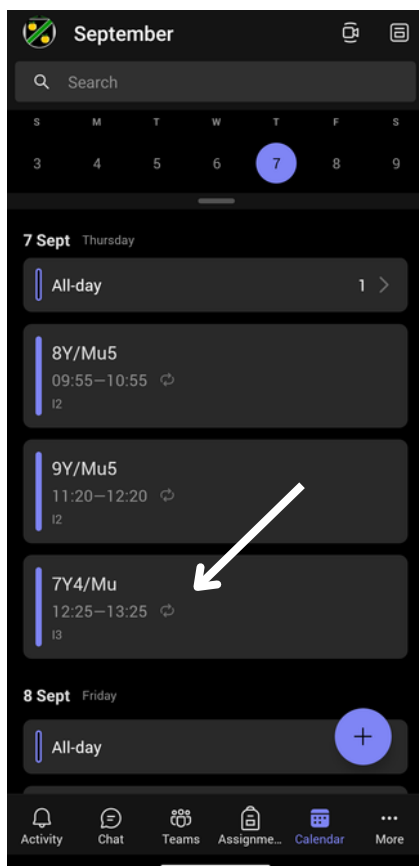 September
Search
S M T W T F S
3 4 5 6 7 8 9
7 Sept Thursday
All-day 1
8Y/Mu5
09:55—10:55
I2
9Y/Mu5
11:20—12:20
I2
7Y4/Mu
12:25—13:25
I3
8 Sept Friday
All-day
Activity Chat Teams Assignme... Calendar More